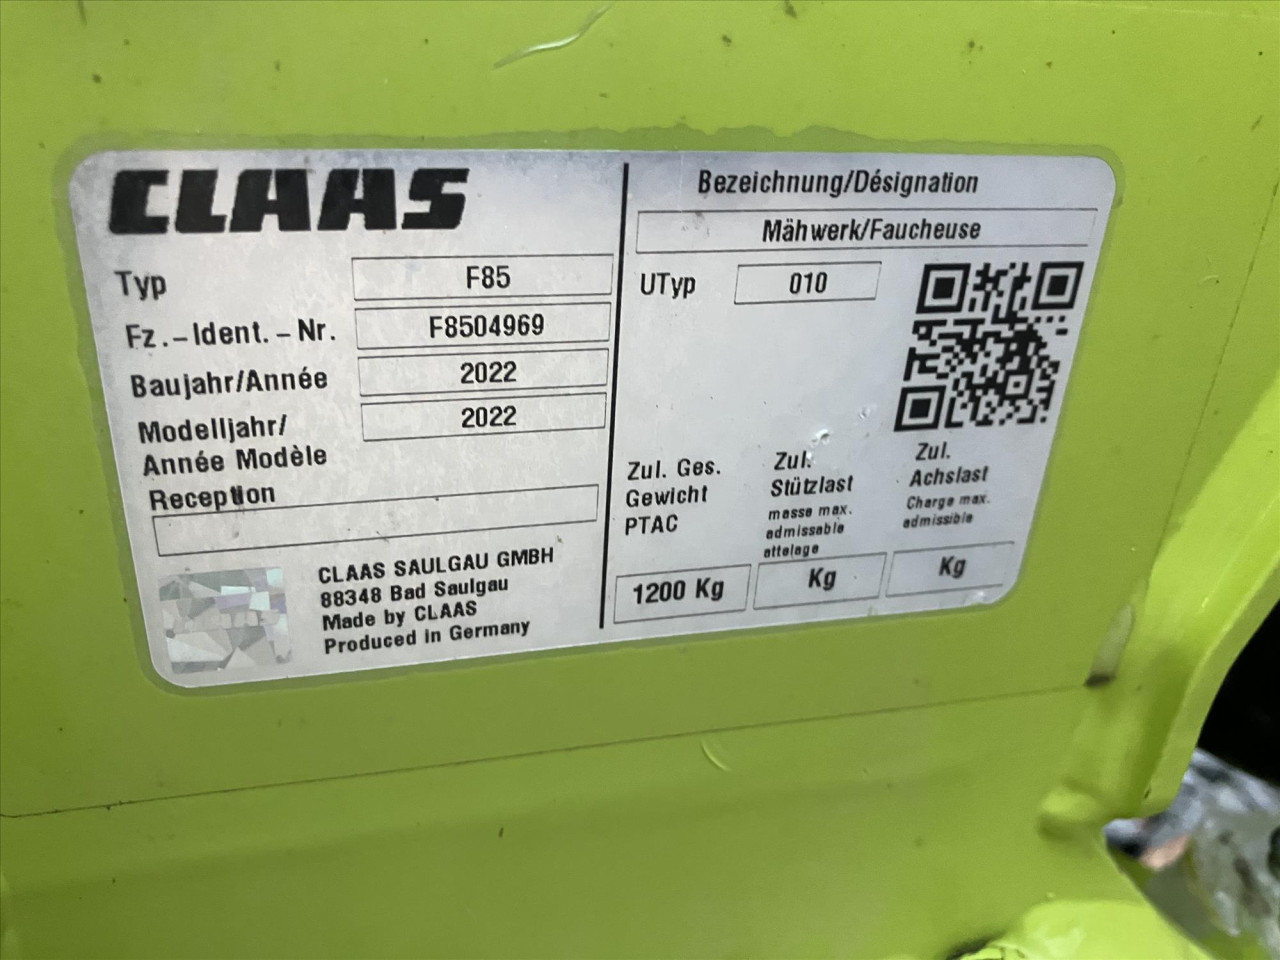 CLAAS
Typ F85
Fz.-Ident.-Nr. F8504969
Baujahr/Année 2022
Modelljahr/ 2022
Année Modèle
Reception
CLAAS SAULGAU GMBH
88348 Bad Saulgau
Made by CLAAS
Produced in Germany
Bezeichnung/Désignation
Mähwerk/Faucheuse
UTyp 010
Zul. Ges.
Gewicht
PTAC
1200 Kg
Zul.
Stützlast
masse max.
admissable
attelage
Kg
Zul.
Achslast
Charge max.
admissible
Kg